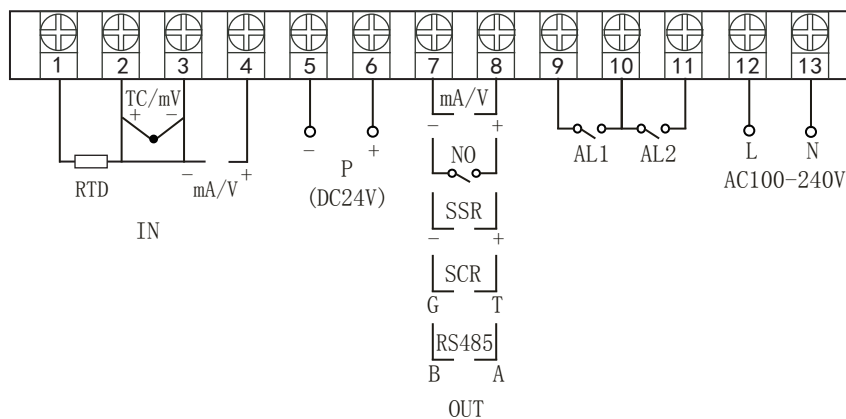 1 2 3 4 5 6 7 8 9 10 11 12 13
TC/mV
+ −
RTD
− mA/V +
IN
− +
P
(DC24V)
mA/V
− +
NO
SSR
− +
SCR
G T
RS485
B A
OUT
AL1 AL2
L N
AC100-240V